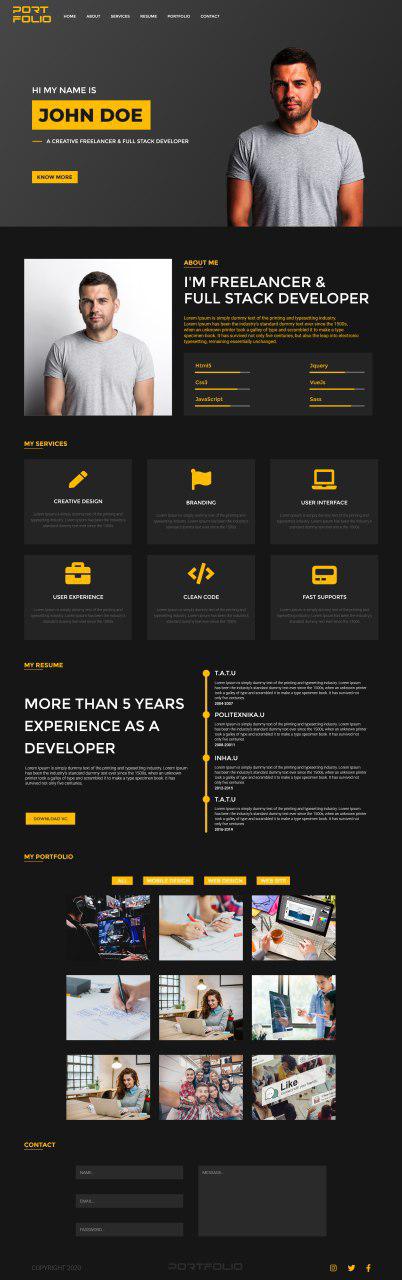 PORT
FOLIO
HOME ABOUT SERVICES RESUME PORTFOLIO CONTACT
HI MY NAME IS
JOHN DOE
A CREATIVE FREELANCER & FULL STACK DEVELOPER
KNOW MORE
ABOUT ME
I'M FREELANCER &
FULL STACK DEVELOPER
Lorem Ipsum is simply dummy text of the printing and typesetting industry.
Lorem Ipsum has been the industry's standard dummy text ever since the 1500s,
when an unknown printer took a galley of type and scrambled it to make a type
specimen book. It has survived not only five centuries, but also the leap into electronic
typesetting, remaining essentially unchanged.
Html5 Jquery
Css3 VueJs
JavaScript Sass
MY SERVICES
CREATIVE DESIGN
Lorem Ipsum is simply dummy text of the printing and
typesetting industry. Lorem Ipsum has been the industry's
standard dummy text ever since the 1500s
BRANDING
Lorem Ipsum is simply dummy text of the printing and
typesetting industry. Lorem Ipsum has been the industry's
standard dummy text ever since the 1500s
USER INTERFACE
Lorem Ipsum is simply dummy text of the printing and
typesetting industry. Lorem Ipsum has been the industry's
standard dummy text ever since the 1500s
USER EXPERIENCE
Lorem Ipsum is simply dummy text of the printing and
typesetting industry. Lorem Ipsum has been the industry's
standard dummy text ever since the 1500s
CLEAN CODE
Lorem Ipsum is simply dummy text of the printing and
typesetting industry. Lorem Ipsum has been the industry's
standard dummy text ever since the 1500s
FAST SUPPORTS
Lorem Ipsum is simply dummy text of the printing and
typesetting industry. Lorem Ipsum has been the industry's
standard dummy text ever since the 1500s
MY RESUME
MORE THAN 5 YEARS
EXPERIENCE AS A
DEVELOPER
Lorem Ipsum is simply dummy text of the printing and typesetting industry. Lorem Ipsum
has been the industry's standard dummy text ever since the 1500s, when an unknown
printer took a galley of type and scrambled it to make a type specimen book. It has
survived not only five centuries
DOWNLOAD VC
T.A.T.U
Lorem Ipsum is simply dummy text of the printing and typesetting industry. Lorem Ipsum
has been the industry's standard dummy text ever since the 1500s, when an unknown printer
took a galley of type and scrambled it to make a type specimen book. It has survived not
only five centuries
2004-2007
POLITEXNIKA.U
Lorem Ipsum is simply dummy text of the printing and typesetting industry. Lorem Ipsum
has been the industry's standard dummy text ever since the 1500s, when an unknown printer
took a galley of type and scrambled it to make a type specimen book. It has survived not
only five centuries
2008-20011
INHA.U
Lorem Ipsum is simply dummy text of the printing and typesetting industry. Lorem Ipsum
has been the industry's standard dummy text ever since the 1500s, when an unknown printer
took a galley of type and scrambled it to make a type specimen book. It has survived not
only five centuries
2012-2015
T.A.T.U
Lorem Ipsum is simply dummy text of the printing and typesetting industry. Lorem Ipsum
has been the industry's standard dummy text ever since the 1500s, when an unknown printer
took a galley of type and scrambled it to make a type specimen book. It has survived not
only five centuries
2016-2019
MY PORTFOLIO
ALL MOBILE DESIGN WEB DESIGN WEB SITE
Like
CONTACT
NAME...
EMAIL...
PASSWORD...
MESSAGE...
COPYRIGHT 2020
PORTFOLIO